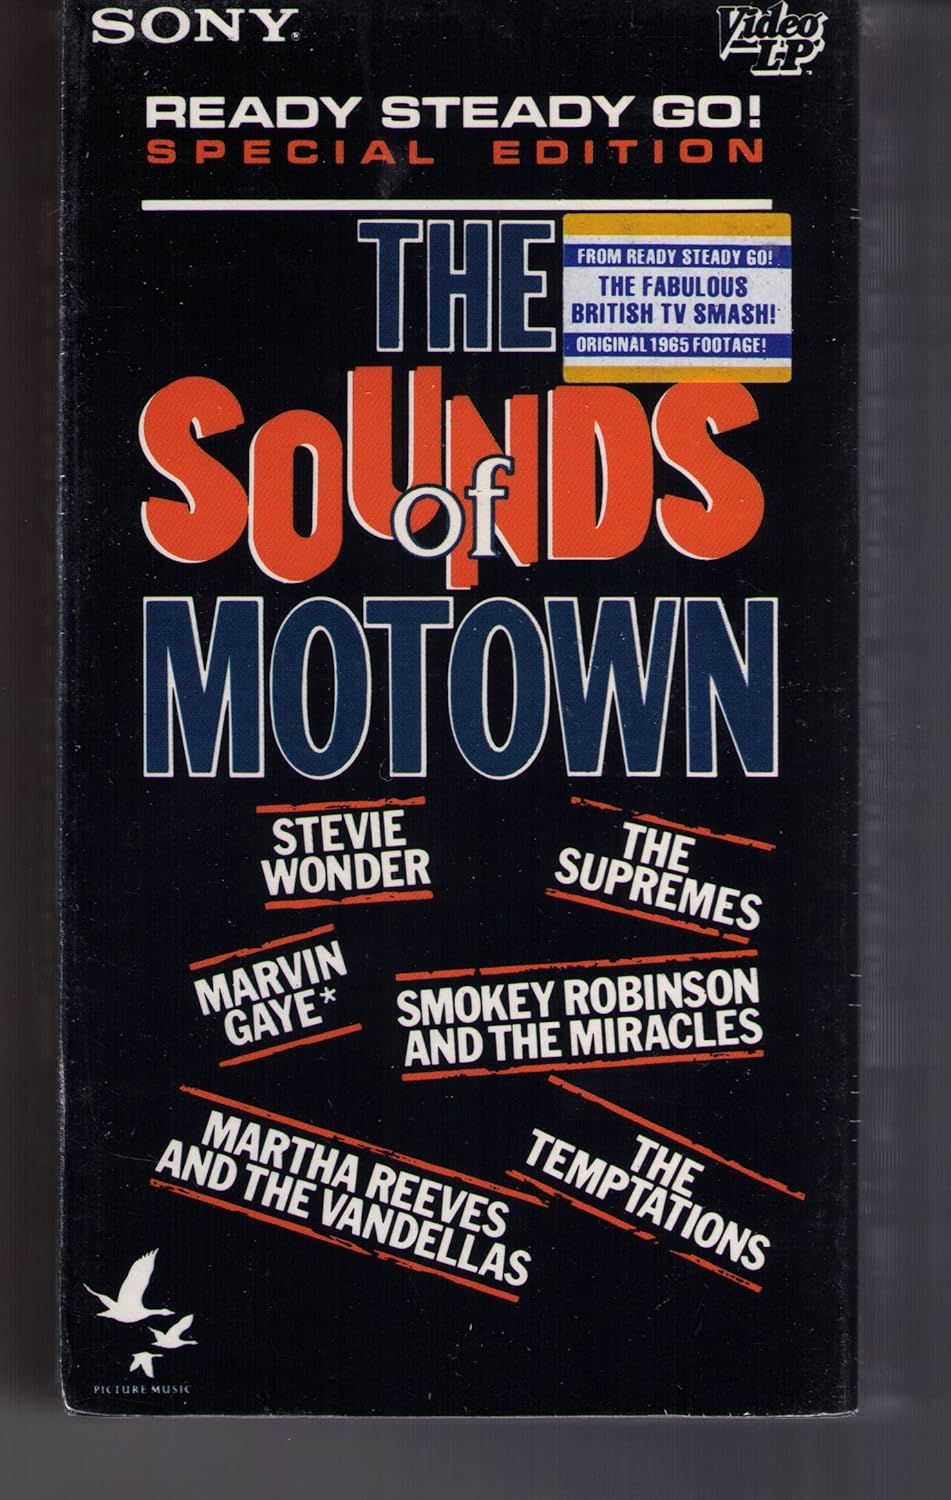 SONY.
Video
LP
READY STEADY GO!
SPECIAL EDITION
THE
FROM READY STEADY GO!
THE FABULOUS
BRITISH TV SMASH!
ORIGINAL 1965 FOOTAGE!
SOUNDS
of
MOTOWN
STEVIE
WONDER
THE
SUPREMES
MARVIN
GAYE*
SMOKEY ROBINSON
AND THE MIRACLES
MARTHA REEVES
AND THE VANDELLAS
THE
TEMPTATIONS
PICTURE MUSIC